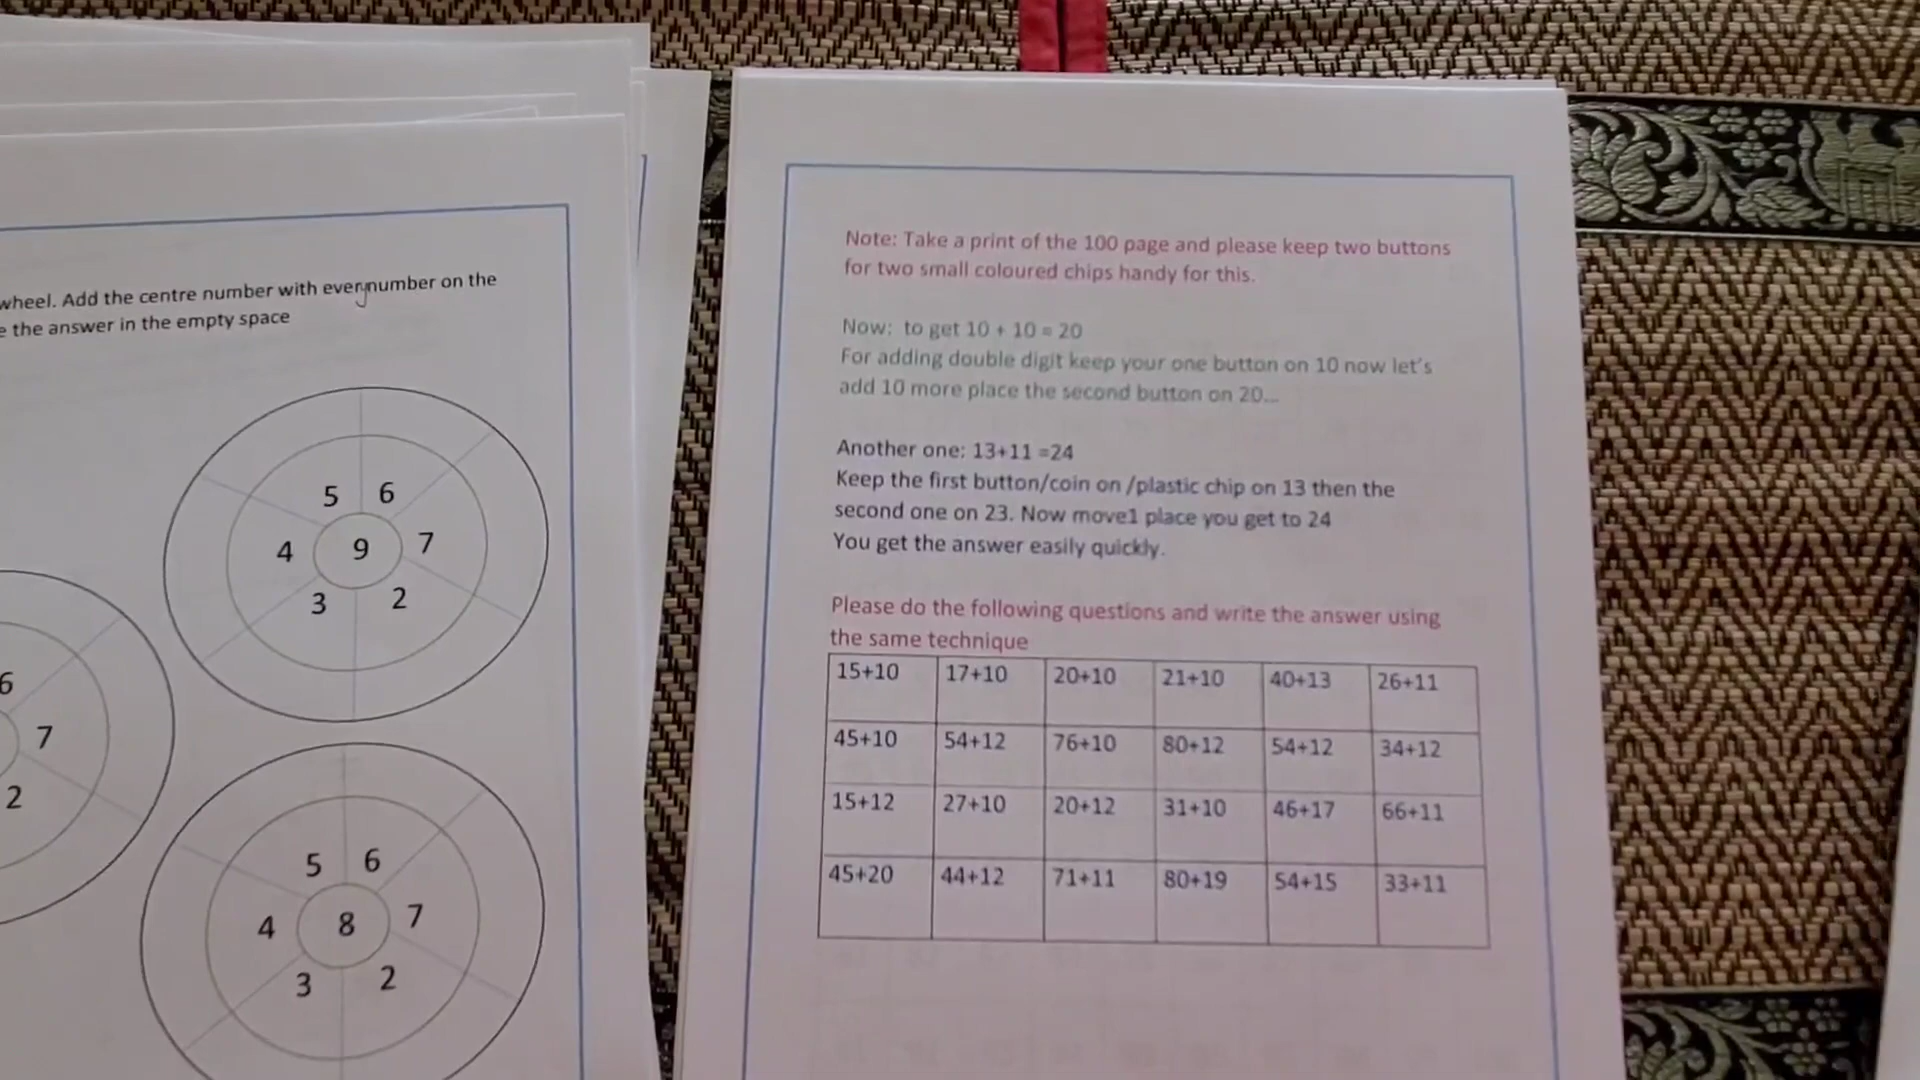 wheel. Add the centre number with every number on the
the answer in the empty space
5 6
4 9 7
3 2
6
7
2
5 6
4 8 7
3 2
Note: Take a print of the 100 page and please keep two buttons
for two small coloured chips handy for this.
Now: to get 10 + 10 = 20
For adding double digit keep your one button on 10 now let's
add 10 more place the second button on 20...
Another one: 13+11 =24
Keep the first button/coin on /plastic chip on 13 then the
second one on 23. Now move1 place you get to 24
You get the answer easily quickly.
Please do the following questions and write the answer using
the same technique
15+10 17+10 20+10 21+10 40+13 26+11
45+10 54+12 76+10 80+12 54+12 34+12
15+12 27+10 20+12 31+10 46+17 66+11
45+20 44+12 71+11 80+19 54+15 33+11